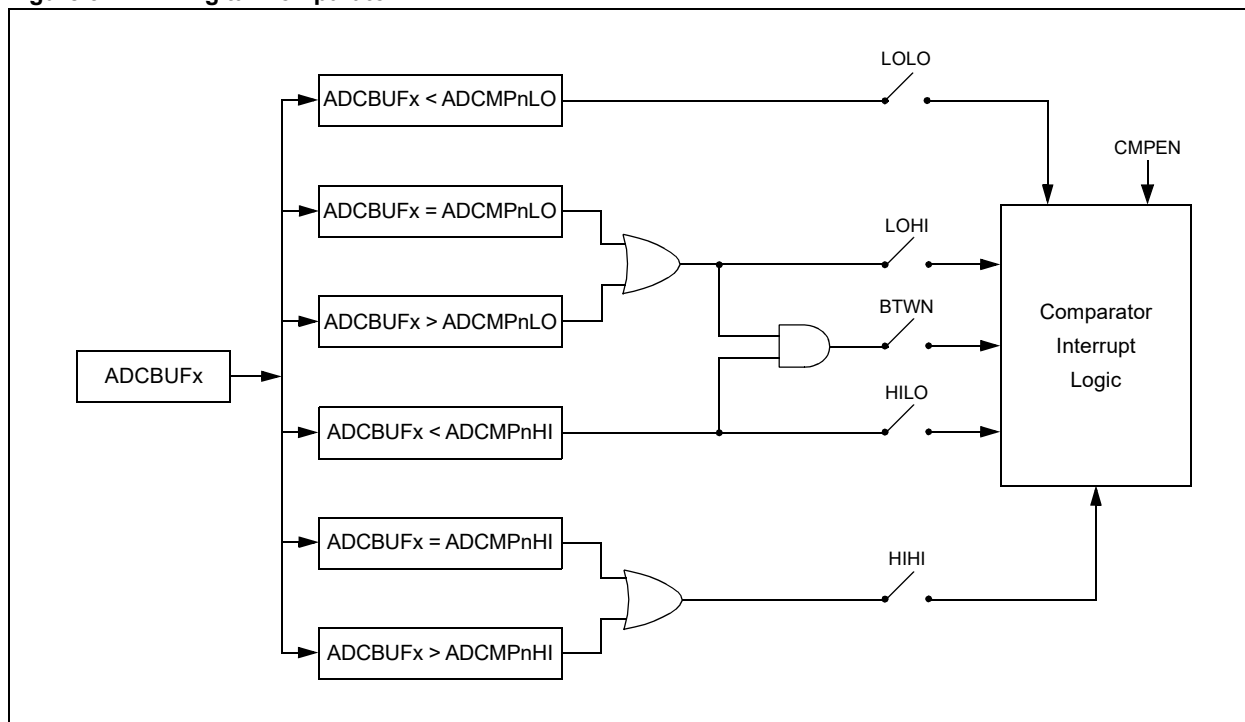 LOLO
ADCBUFx < ADCMPnLO
CMPEN
ADCBUFx = ADCMPnLO
LOHI
ADCBUFx > ADCMPnLO
BTWN
Comparator
Interrupt
Logic
ADCBUFx
HILO
ADCBUFx < ADCMPnHI
ADCBUFx = ADCMPnHI
HIHI
ADCBUFx > ADCMPnHI